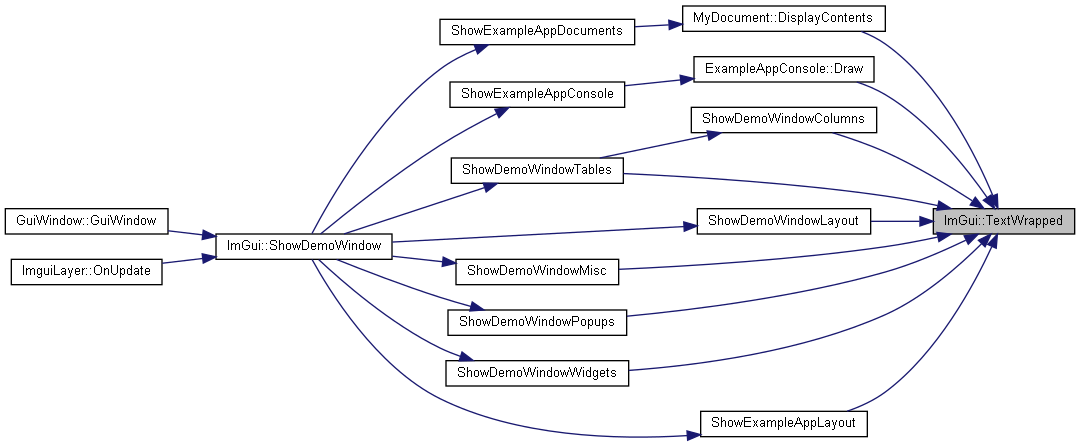 MyDocument::DisplayContents
ShowExampleAppDocuments
ExampleAppConsole::Draw
ShowExampleAppConsole
ShowDemoWindowColumns
ShowDemoWindowTables
GuiWindow::GuiWindow
ShowDemoWindowLayout
ImGui::TextWrapped
ImGui::ShowDemoWindow
ImguiLayer::OnUpdate
ShowDemoWindowMisc
ShowDemoWindowPopups
ShowDemoWindowWidgets
ShowExampleAppLayout